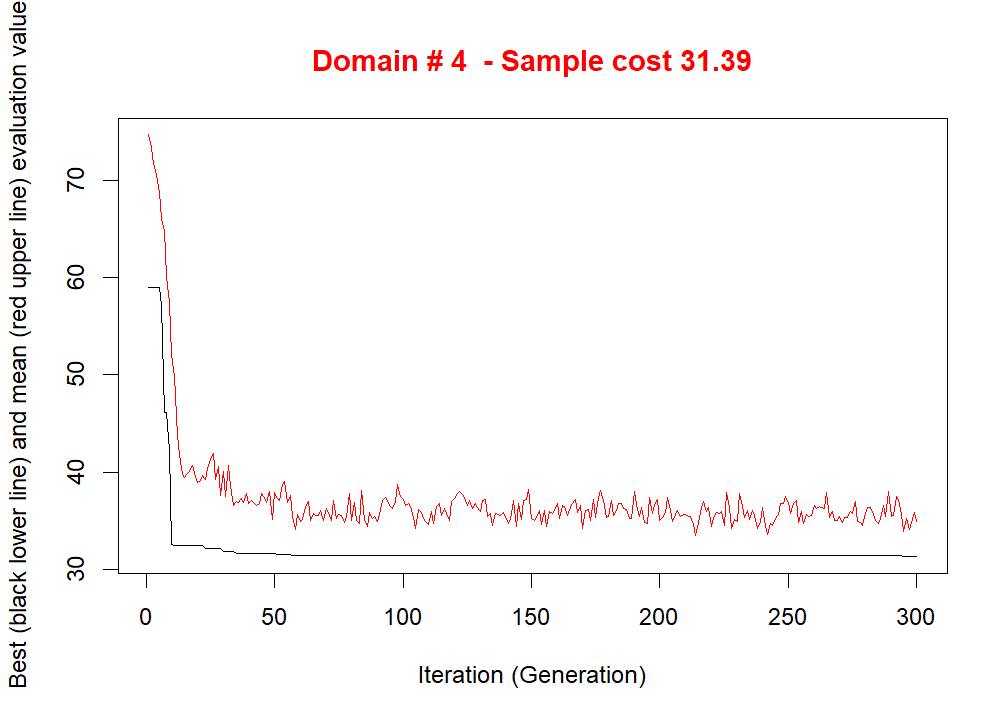 Domain # 4  - Sample cost 31.39
Best (black lower line) and mean (red upper line) evaluation value
70
60
50
40
30
0 50 100 150 200 250 300
Iteration (Generation)